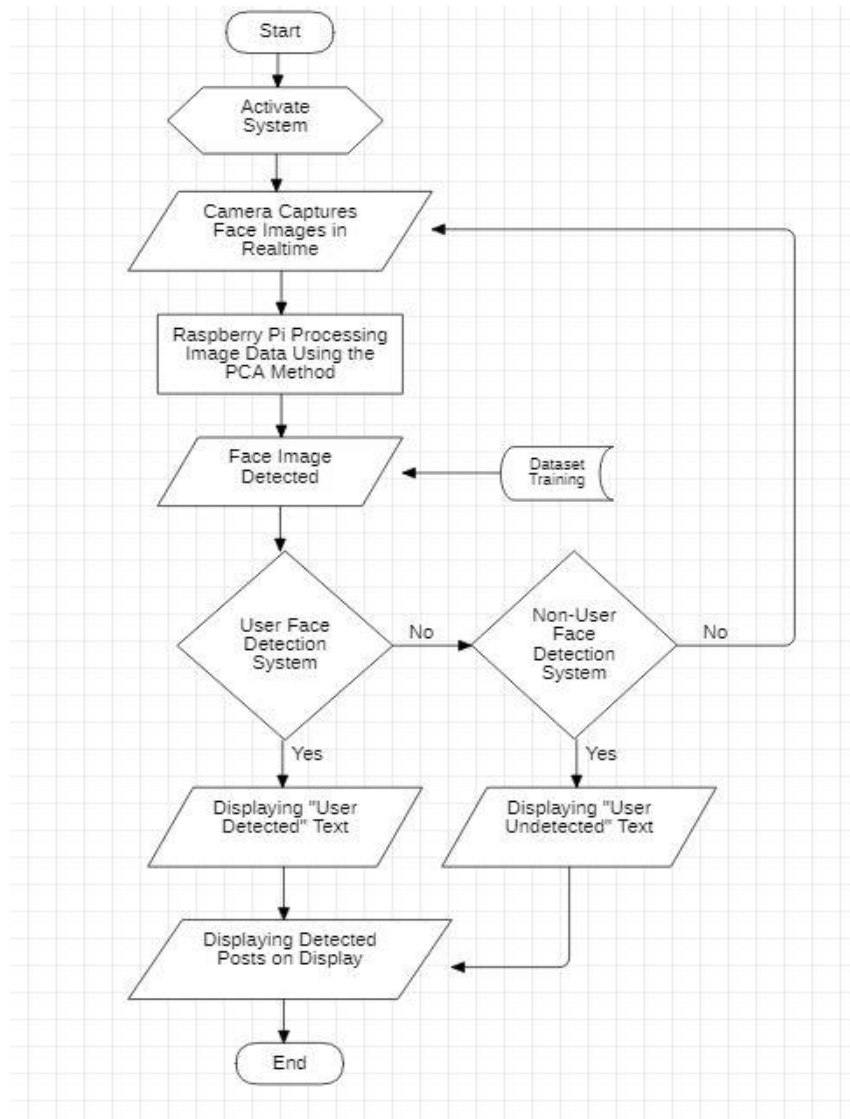 Start
Activate
System
Camera Captures
Face Images in
Realtime
Raspberry Pi Processing
Image Data Using the
PCA Method
Face Image
Detected
Dataset
Training
User Face
Detection
System
No
Non-User
Face
Detection
System
No
Yes
Yes
Displaying "User
Detected" Text
Displaying "User
Undetected" Text
Displaying Detected
Posts on Display
End